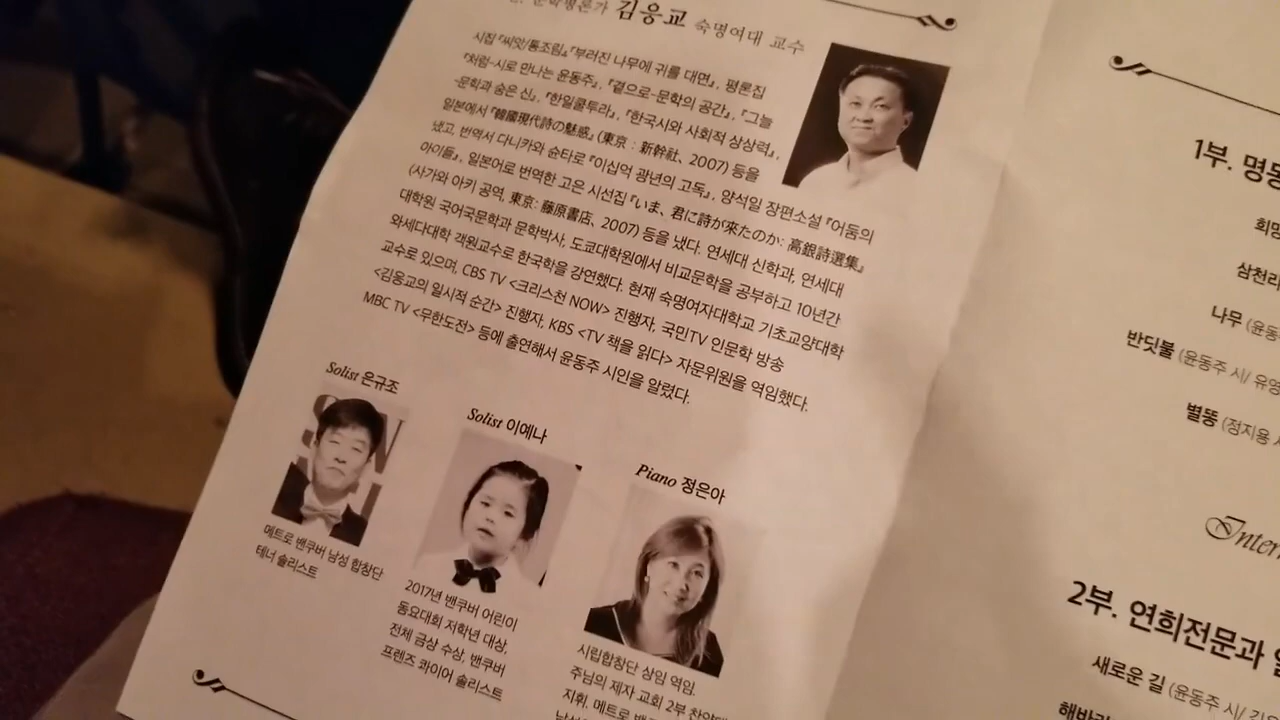 문학평론가 김응교 숙명여대 교수
시집 『씨앗/통조림』 『부러진 나무에 귀를 대면』, 평론집
『처럼-시로 만나는 윤동주』, 『곁으로-문학의 공간』, 『그늘
-문학과 숨은 신』, 『한일쿨투라』, 『한국시와 사회적 상상력』,
일본에서 『韓國現代詩の魅惑』 (東京 : 新幹社、2007) 등을
냈고, 번역서 다니카와 슌타로 『이십억 광년의 고독』, 양석일 장편소설 『어둠의
아이들』, 일본어로 번역한 고은 시선집 『いま、君に詩が來たのか: 高銀詩選集』
(사가와 아키 공역, 東京: 藤原書店、2007) 등을 냈다. 연세대 신학과, 연세대
대학원 국어국문학과 문학박사, 도쿄대학원에서 비교문학을 공부하고 10년간
와세다대학 객원교수로 한국학을 강연했다. 현재 숙명여자대학교 기초교양대학
교수로 있으며, CBS TV <크리스천 NOW> 진행자, 국민TV 인문학 방송
<김응교의 일시적 순간> 진행자, KBS <TV 책을 읽다> 자문위원을 역임했다.
MBC TV <무한도전> 등에 출연해서 윤동주 시인을 알렸다.
Solist 은규조
메트로 밴쿠버 남성 합창단
테너 솔리스트
Solist 이예나
2017년 밴쿠버 어린이
동요대회 저학년 대상,
전체 금상 수상, 밴쿠버
프렌즈 콰이어 솔리스트
Piano 정은아
시립합창단 상임 역임.
주님의 제자 교회 2부 찬양대
지휘. 메트로
1부. 명동
희망
삼천리
나무 (윤동
반딧불 (윤동주 시/ 유영
별똥 (정지용 시
Inter
2부. 연희전문과
새로운 길 (윤동주 시/
해바라